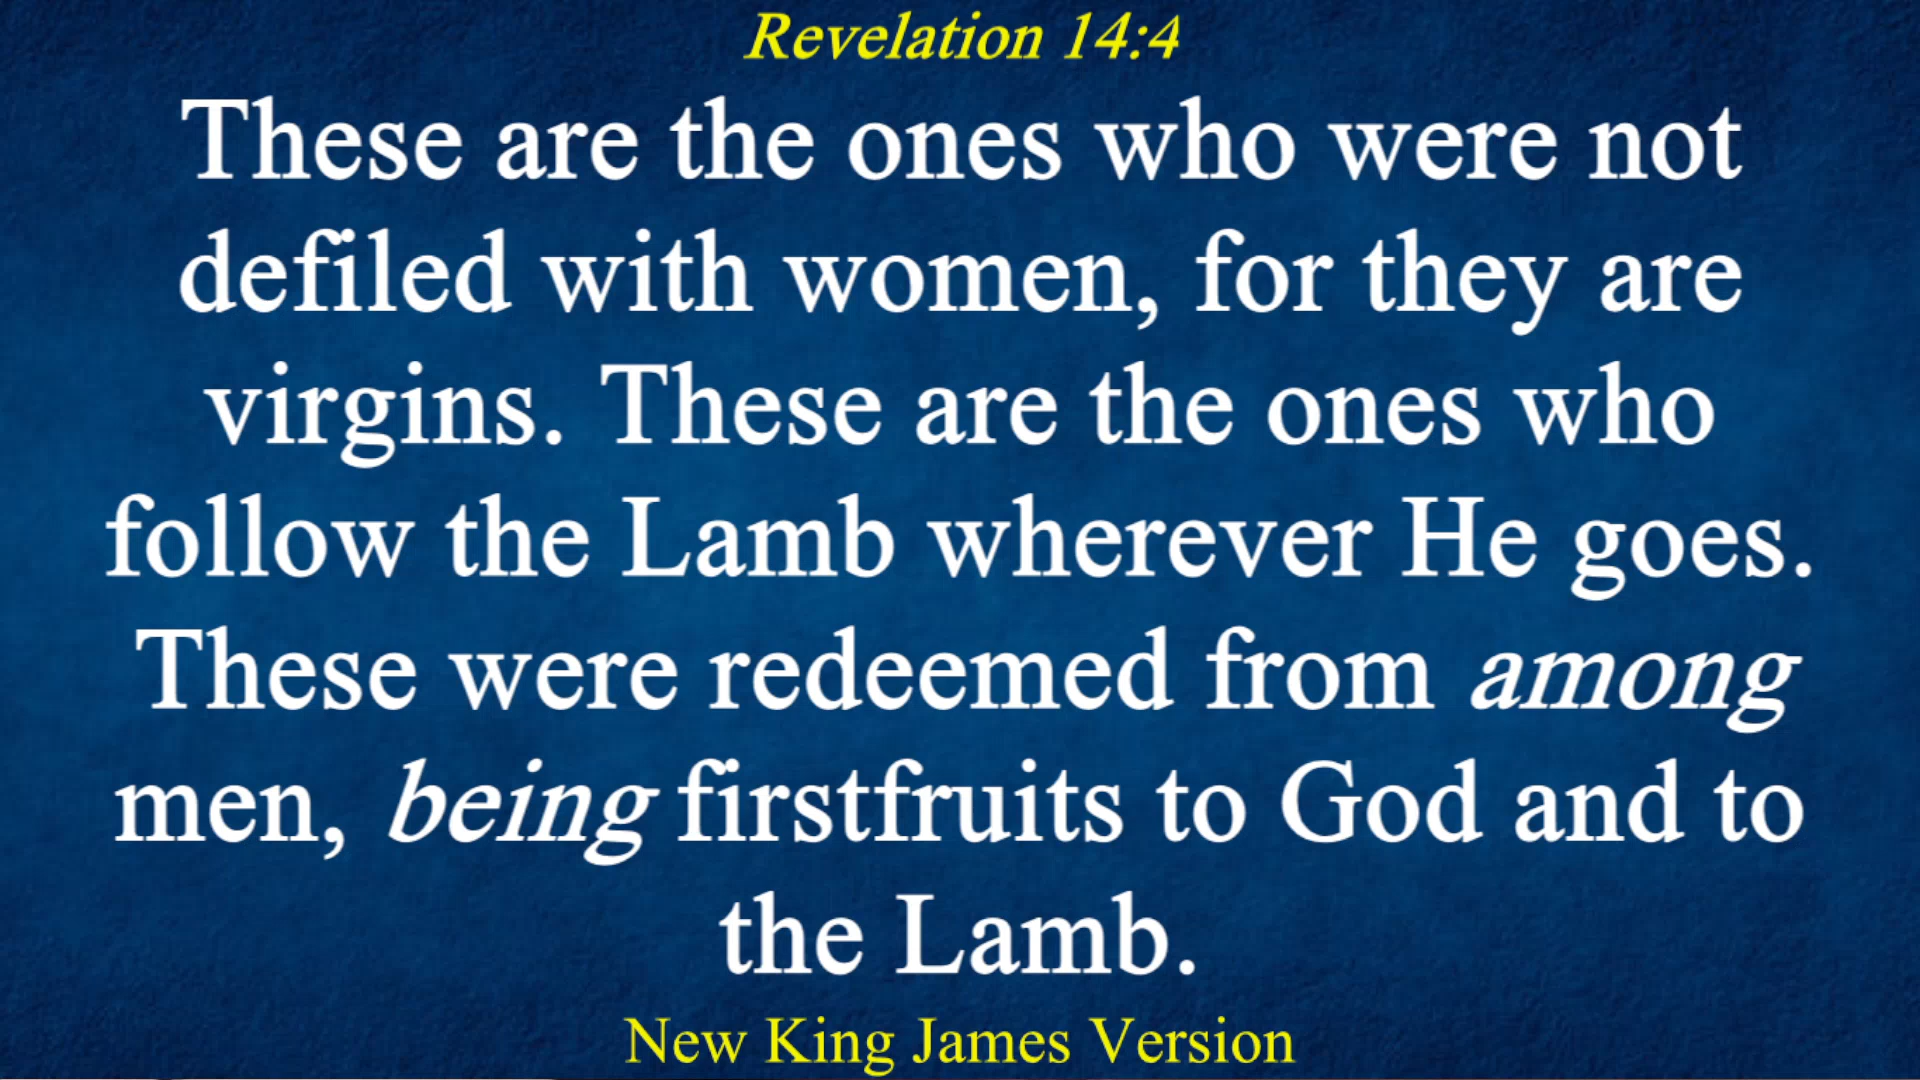 Revelation 14:4
These are the ones who were not
defiled with women, for they are
virgins. These are the ones who
follow the Lamb wherever He goes.
These were redeemed from among
men, being firstfruits to God and to
the Lamb.
New King James Version